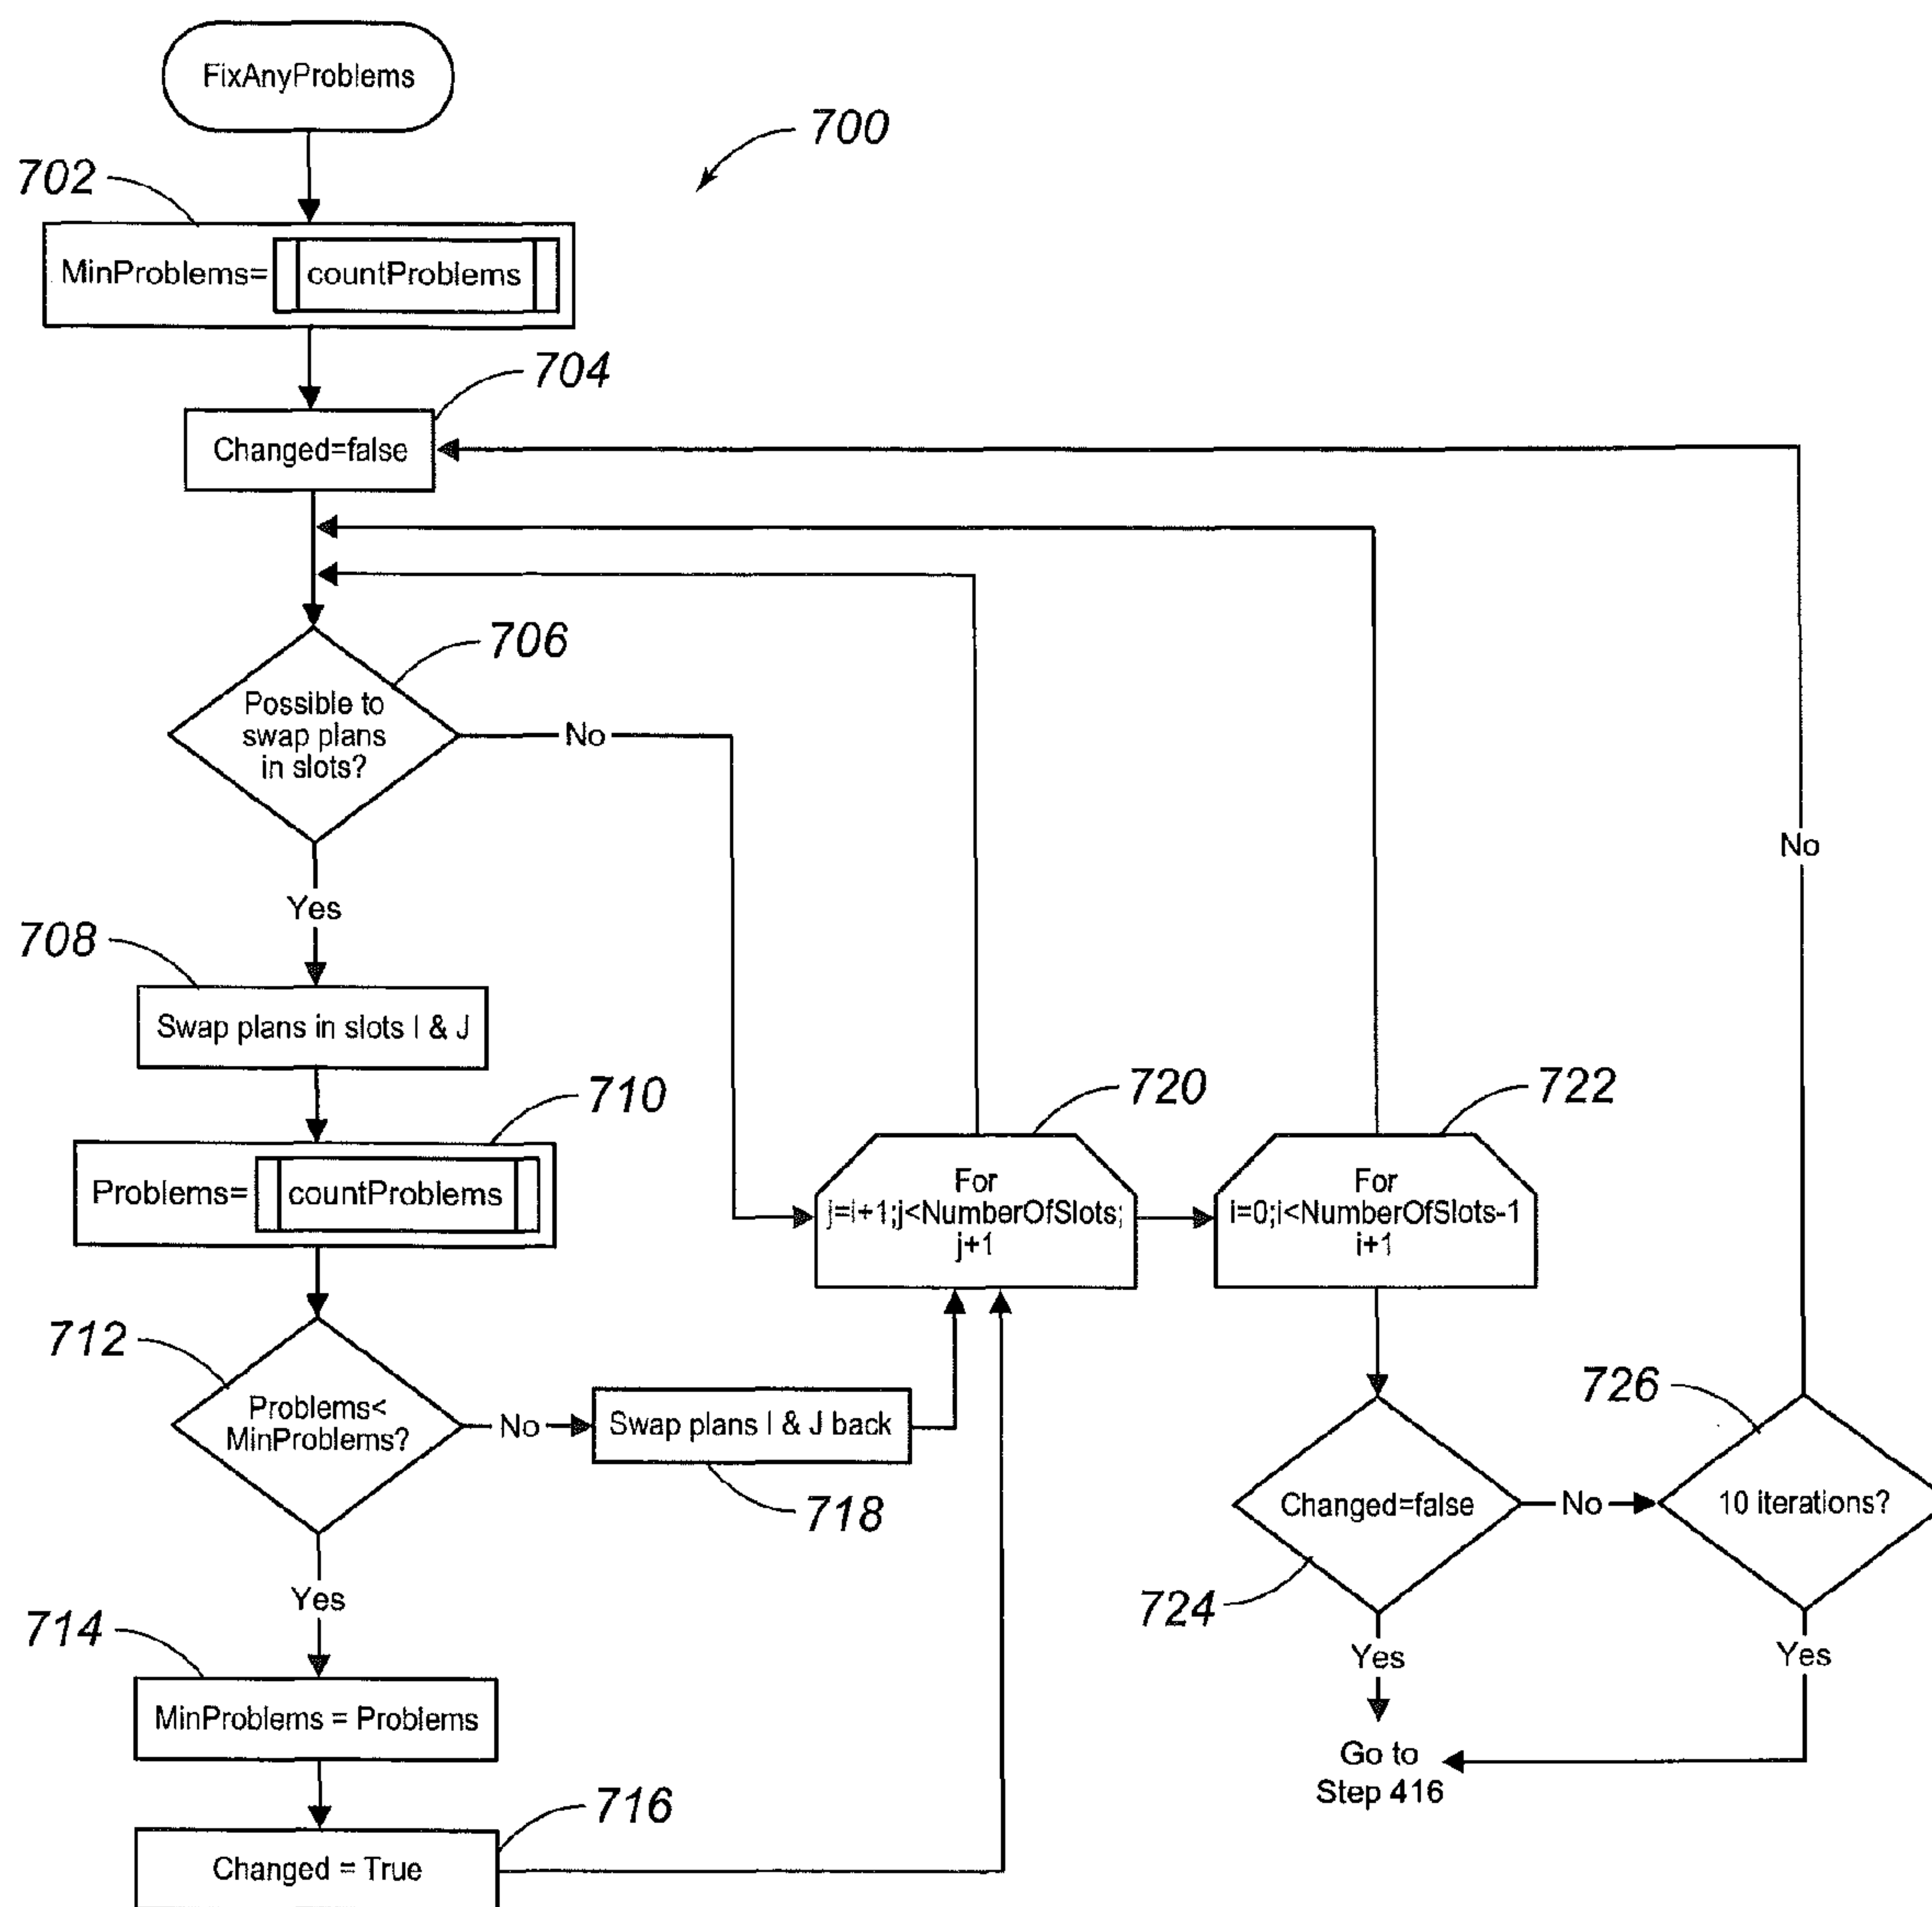 FixAnyProblems
700
702
MinProblems=
countProblems
704
Changed=false
706
Possible to
swap plans
in slots?
No
No
Yes
708
Swap plans in slots I & J
710
Problems=
countProblems
720
For
j=i+1;j<NumberOfSlots;
j+1
722
For
i=0;i<NumberOfSlots-1
i+1
712
Problems<
MinProblems?
No
Swap plans I & J back
718
726
Changed=false
No
10 iterations?
724
Yes
Yes
Yes
714
MinProblems = Problems
Go to
Step 416
716
Changed = True